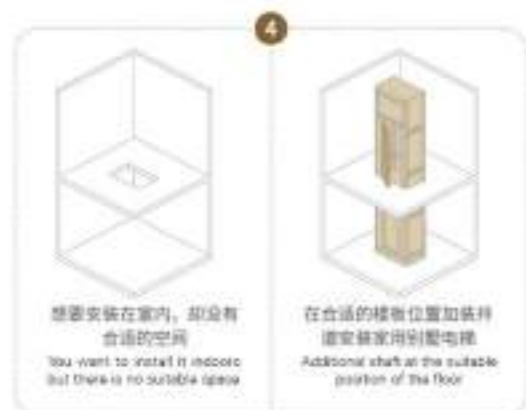 4
想要安装在室内，却没有
合适的空间
You want to install it indoors
but there is no suitable space
在合适的楼板位置加装井
道安装家用别墅电梯
Additional shaft at the suitable
position of the floor